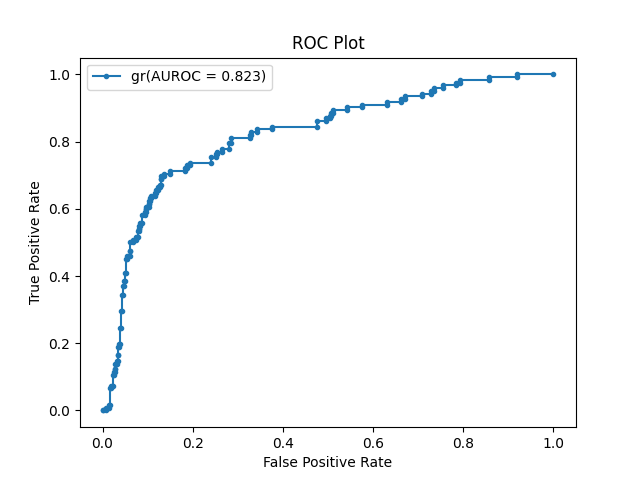 ROC Plot
gr(AUROC = 0.823)
True Positive Rate
1.0
0.8
0.6
0.4
0.2
0.0
0.0 0.2 0.4 0.6 0.8 1.0
False Positive Rate